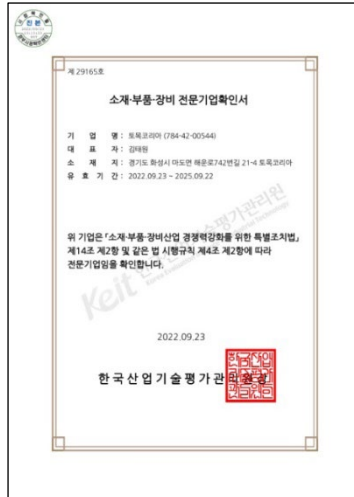 진본
제 29165호
소재·부품·장비 전문기업확인서
기 업 명 : 토목코리아 (784-42-00544)
대 표 자 : 김태원
소 재 지 : 경기도 화성시 마도면 해운로742번길 21-4 토목코리아
유 효 기 간 : 2022.09.23 ~ 2025.09.22
위 기업은 「소재·부품·장비산업 경쟁력강화를 위한 특별조치법」
제14조 제2항 및 같은 법 시행규칙 제4조 제2항에 따라
전문기업임을 확인합니다.
Keit
2022.09.23
한국산업기술평가관리원장